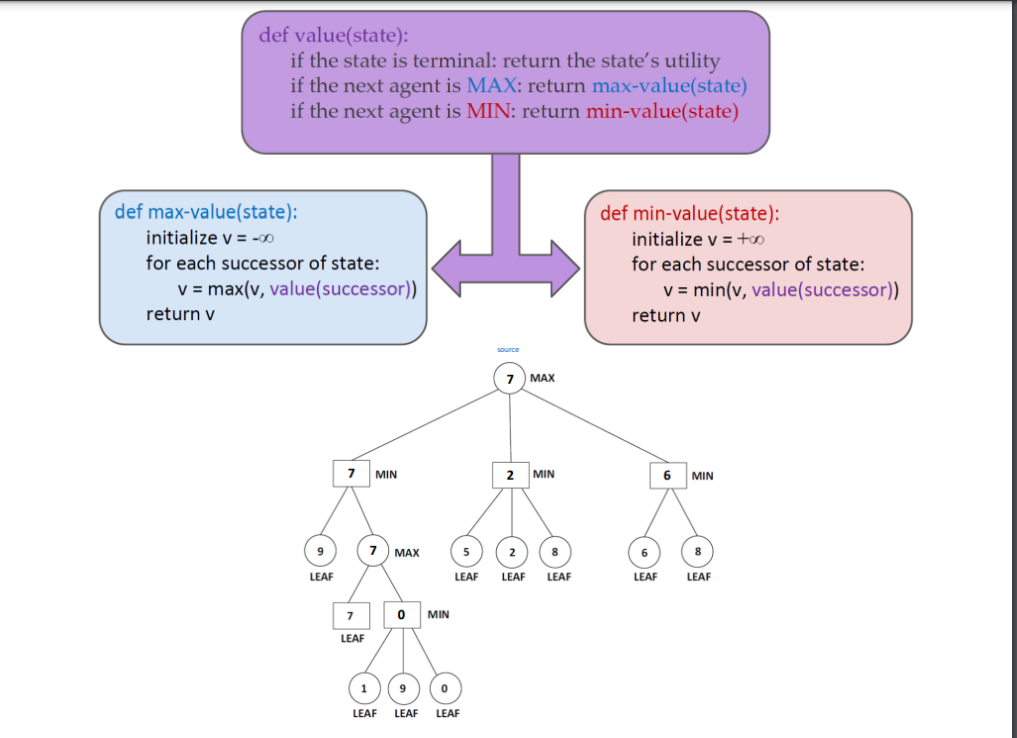 def value(state):
if the state is terminal: return the state's utility
if the next agent is MAX: return max-value(state)
if the next agent is MIN: return min-value(state)
def max-value(state):
initialize v = -∞
for each successor of state:
v = max(v, value(successor))
return v
def min-value(state):
initialize v = +∞
for each successor of state:
v = min(v, value(successor))
return v
source
7 MAX
7 MIN 2 MIN 6 MIN
9 7 MAX 5 2 8 6 8
LEAF LEAF LEAF LEAF LEAF LEAF
7 0 MIN
LEAF
1 9 0
LEAF LEAF LEAF